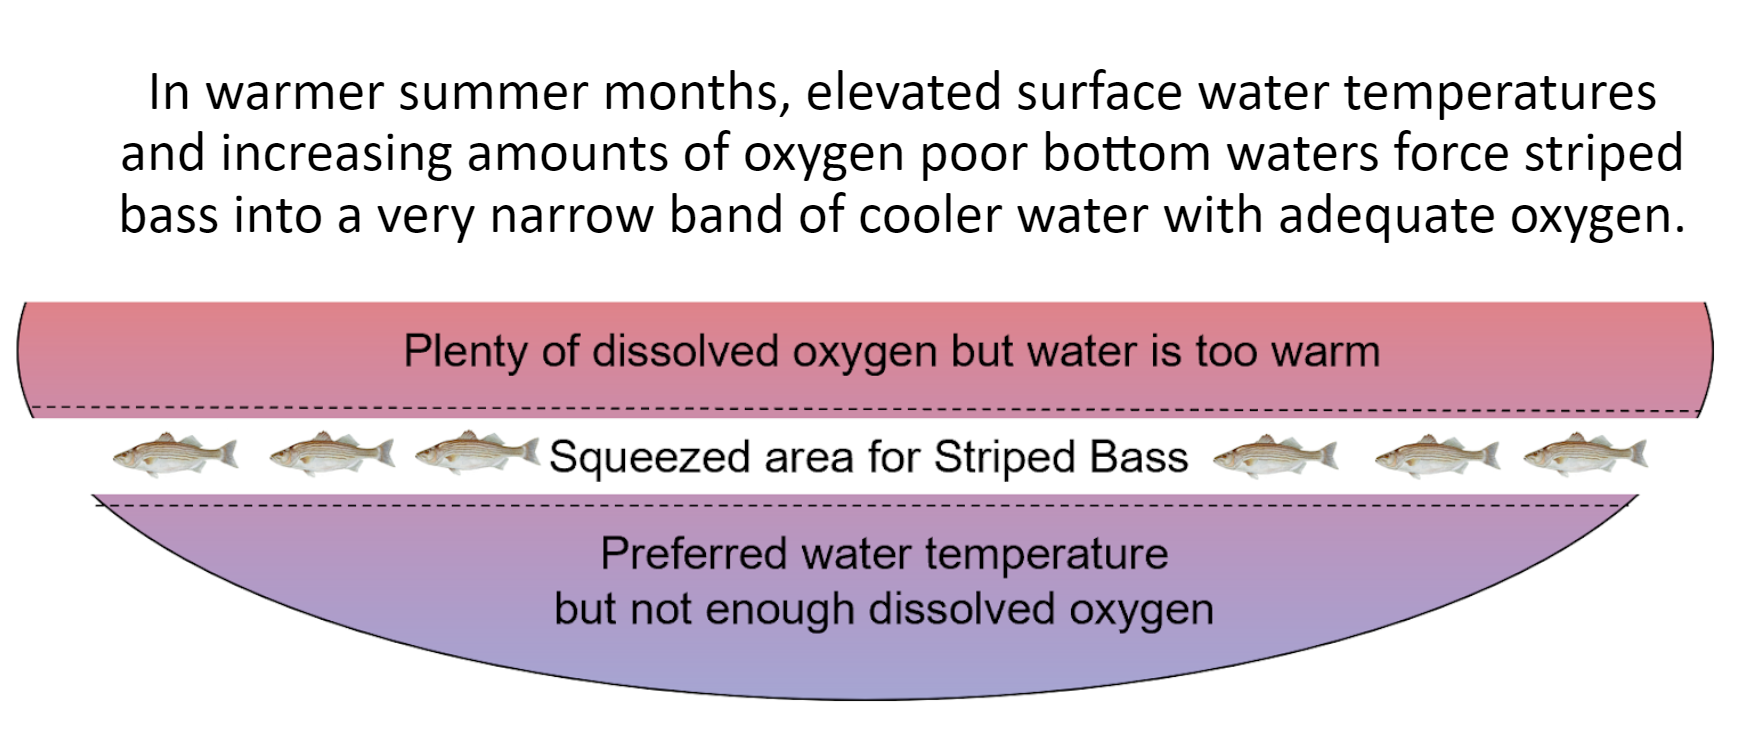 In warmer summer months, elevated surface water temperatures
and increasing amounts of oxygen poor bottom waters force striped
bass into a very narrow band of cooler water with adequate oxygen.
Plenty of dissolved oxygen but water is too warm
Squeezed area for Striped Bass
Preferred water temperature
but not enough dissolved oxygen